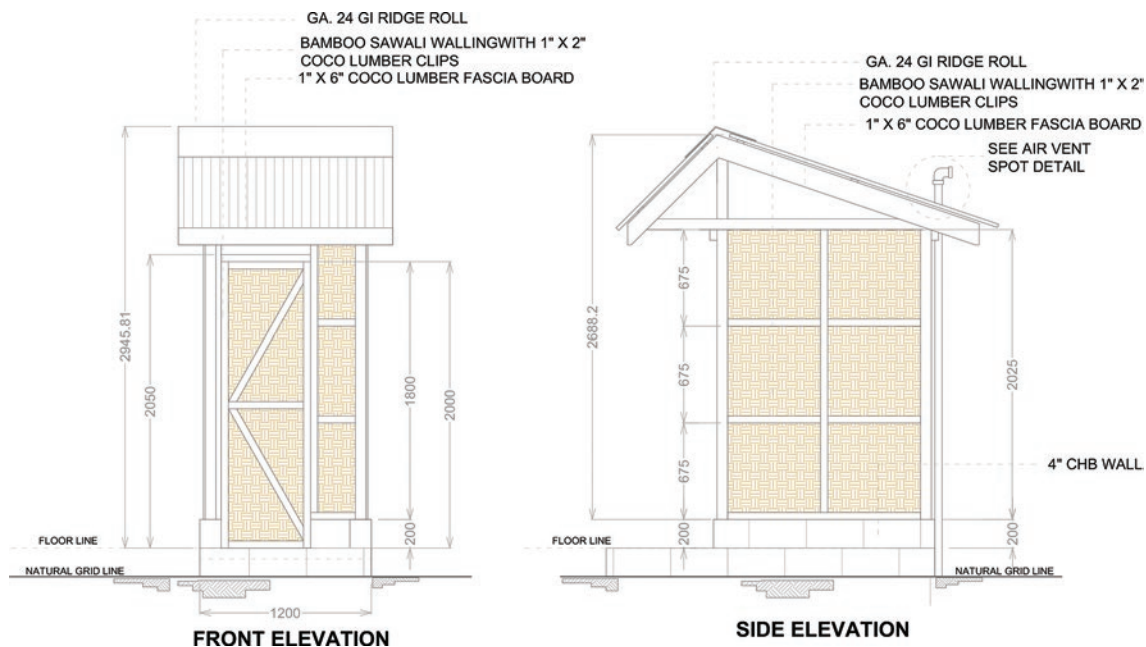 GA. 24 GI RIDGE ROLL
BAMBOO SAWALI WALLINGWITH 1" X 2"
COCO LUMBER CLIPS
1" X 6" COCO LUMBER FASCIA BOARD
2945.81
2050
1800
2000
200
FLOOR LINE
NATURAL GRID LINE
1200
FRONT ELEVATION
GA. 24 GI RIDGE ROLL
BAMBOO SAWALI WALLINGWITH 1" X 2"
COCO LUMBER CLIPS
1" X 6" COCO LUMBER FASCIA BOARD
SEE AIR VENT
SPOT DETAIL
2688.2
675
675
675
2025
4" CHB WALL
200
200
FLOOR LINE
NATURAL GRID LINE
SIDE ELEVATION